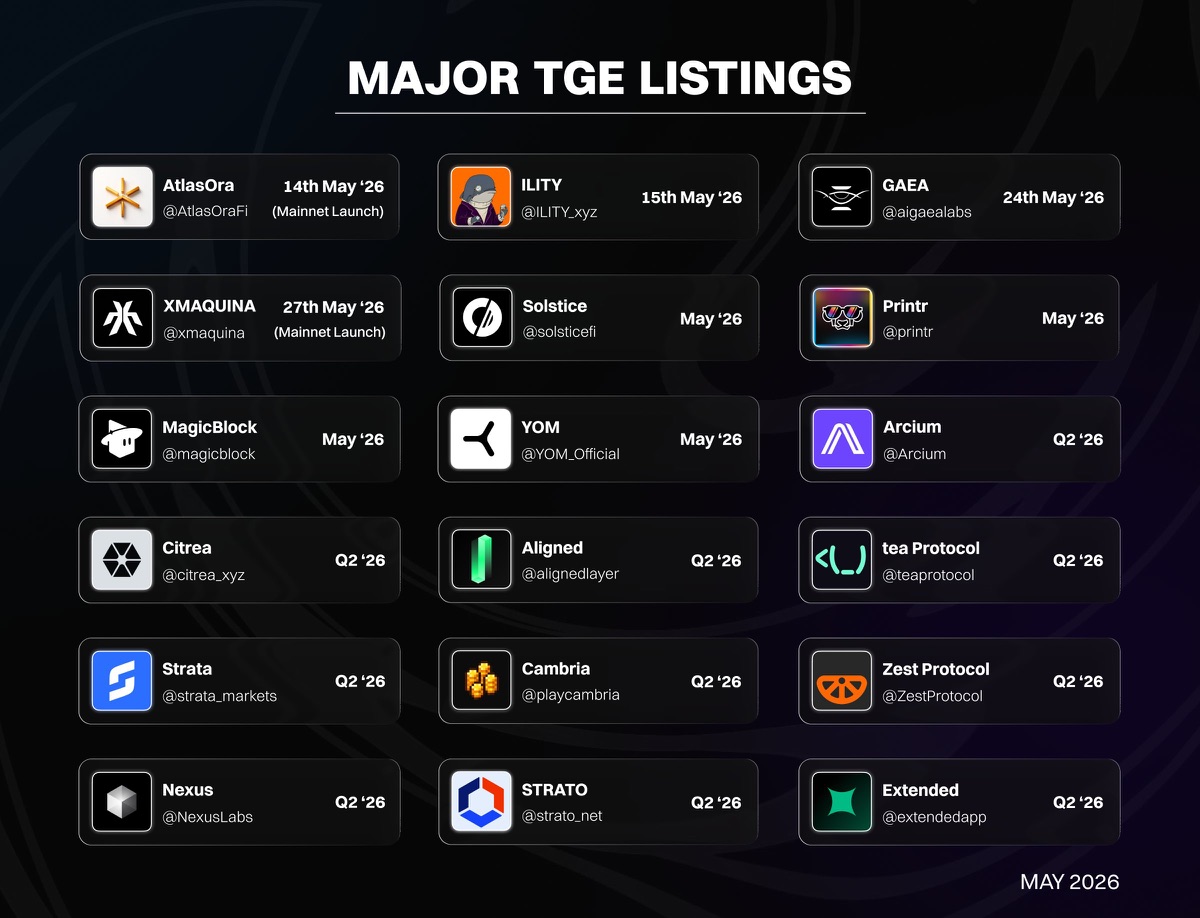 MAJOR TGE LISTINGS
AtlasOra
@AtlasOraFi
14th May ‘26
(Mainnet Launch)
ILITY
@ILITY_xyz
15th May ‘26
GAEA
@aigaealabs
24th May ‘26
XMAQUINA
@xmaquina
27th May ‘26
(Mainnet Launch)
Solstice
@solsticefi
May ‘26
Printr
@printr
May ‘26
MagicBlock
@magicblock
May ‘26
YOM
@YOM_Official
May ‘26
Arcium
@Arcium
Q2 ‘26
Citrea
@citrea_xyz
Q2 ‘26
Aligned
@alignedlayer
Q2 ‘26
tea Protocol
@teaprotocol
Q2 ‘26
Strata
@strata_markets
Q2 ‘26
Cambria
@playcambria
Q2 ‘26
Zest Protocol
@ZestProtocol
Q2 ‘26
Nexus
@NexusLabs
Q2 ‘26
STRATO
@strato_net
Q2 ‘26
Extended
@extendedapp
Q2 ‘26
MAY 2026